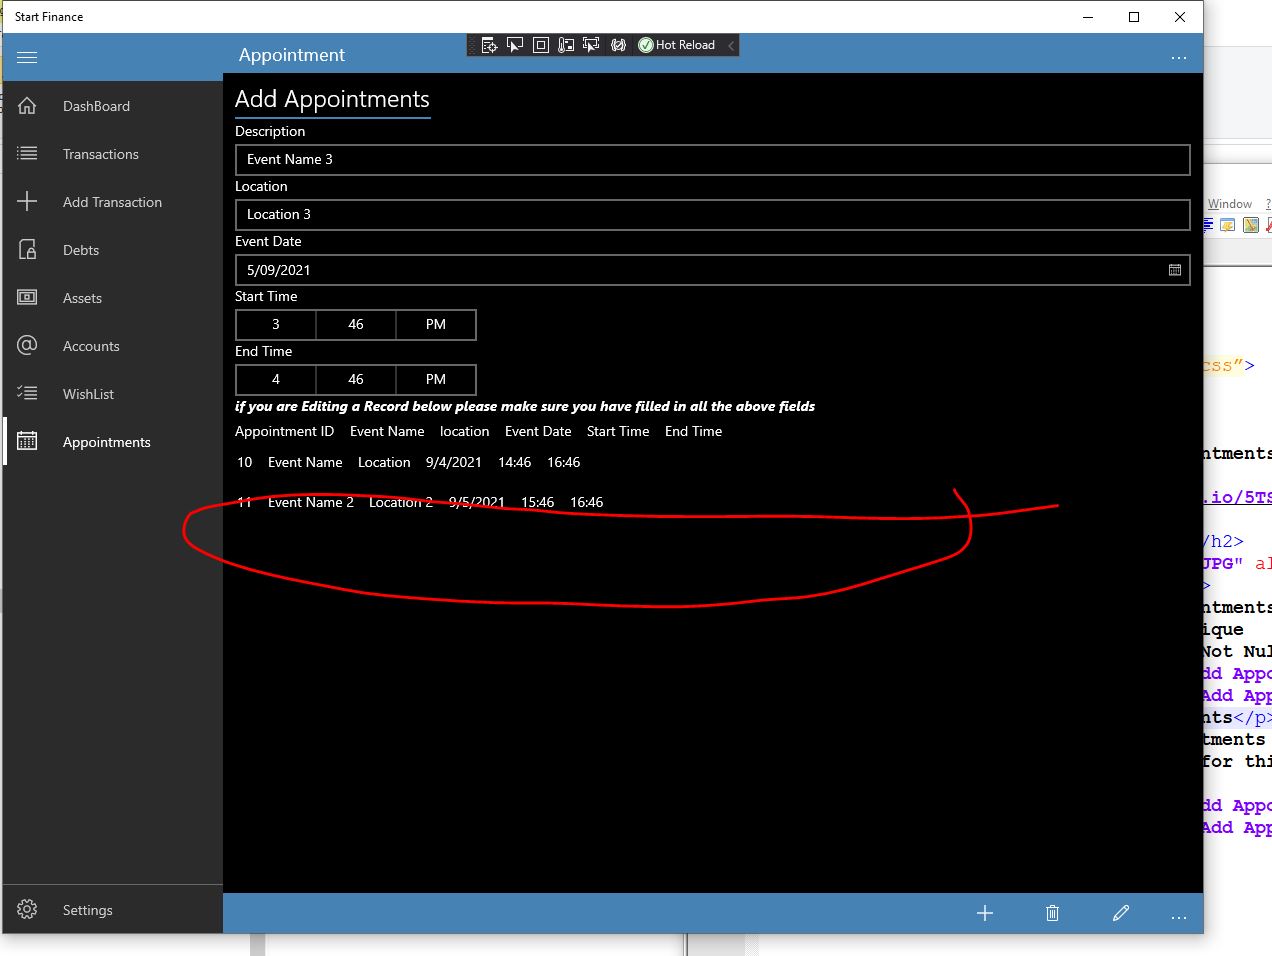 Start Finance
Appointment
Hot Reload
DashBoard
Transactions
Add Transaction
Debts
Assets
Accounts
WishList
Appointments
Settings
Add Appointments
Description
Event Name 3
Location
Location 3
Event Date
5/09/2021
Start Time
3 46 PM
End Time
4 46 PM
if you are Editing a Record below please make sure you have filled in all the above fields
Appointment ID Event Name location Event Date Start Time End Time
10 Event Name Location 9/4/2021 14:46 16:46
11 Event Name 2 Location 2 9/5/2021 15:46 16:46
Window ?
css”>
ntments
.io/5TS
/h2>
JPG" al
>
ntments
ique
Not Nul
dd Appo
Add App
nts</p>
tments
for thi
dd Appo
Add App